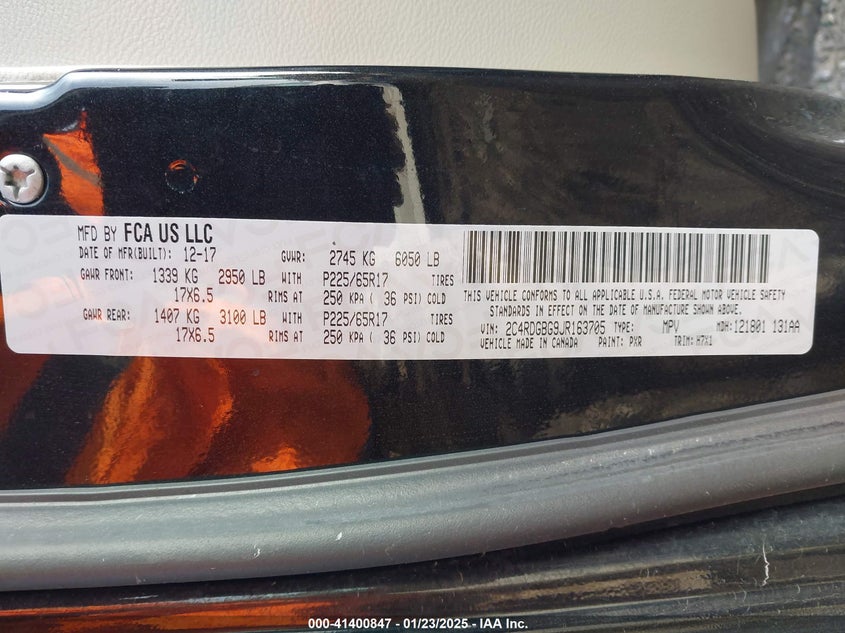 MFD BY FCA US LLC
DATE OF MFR(BUILT): 12-17 GVWR: 2745 KG 6050 LB
GAWR FRONT: 1339 KG 2950 LB WITH P225/65R17 TIRES
17X6.5 RIMS AT 250 KPA ( 36 PSI) COLD
GAWR REAR: 1407 KG 3100 LB WITH P225/65R17 TIRES
17X6.5 RIMS AT 250 KPA ( 36 PSI) COLD
THIS VEHICLE CONFORMS TO ALL APPLICABLE U.S.A. FEDERAL MOTOR VEHICLE SAFETY
STANDARDS IN EFFECT ON THE DATE OF MANUFACTURE SHOWN ABOVE.
VIN: 2C4RDGBG9JR163705 TYPE: MPV MDH: 121801 131AA
VEHICLE MADE IN CANADA PAINT: PXR TRIM: H7X1
000-41400847 - 01/23/2025 - IAA Inc.